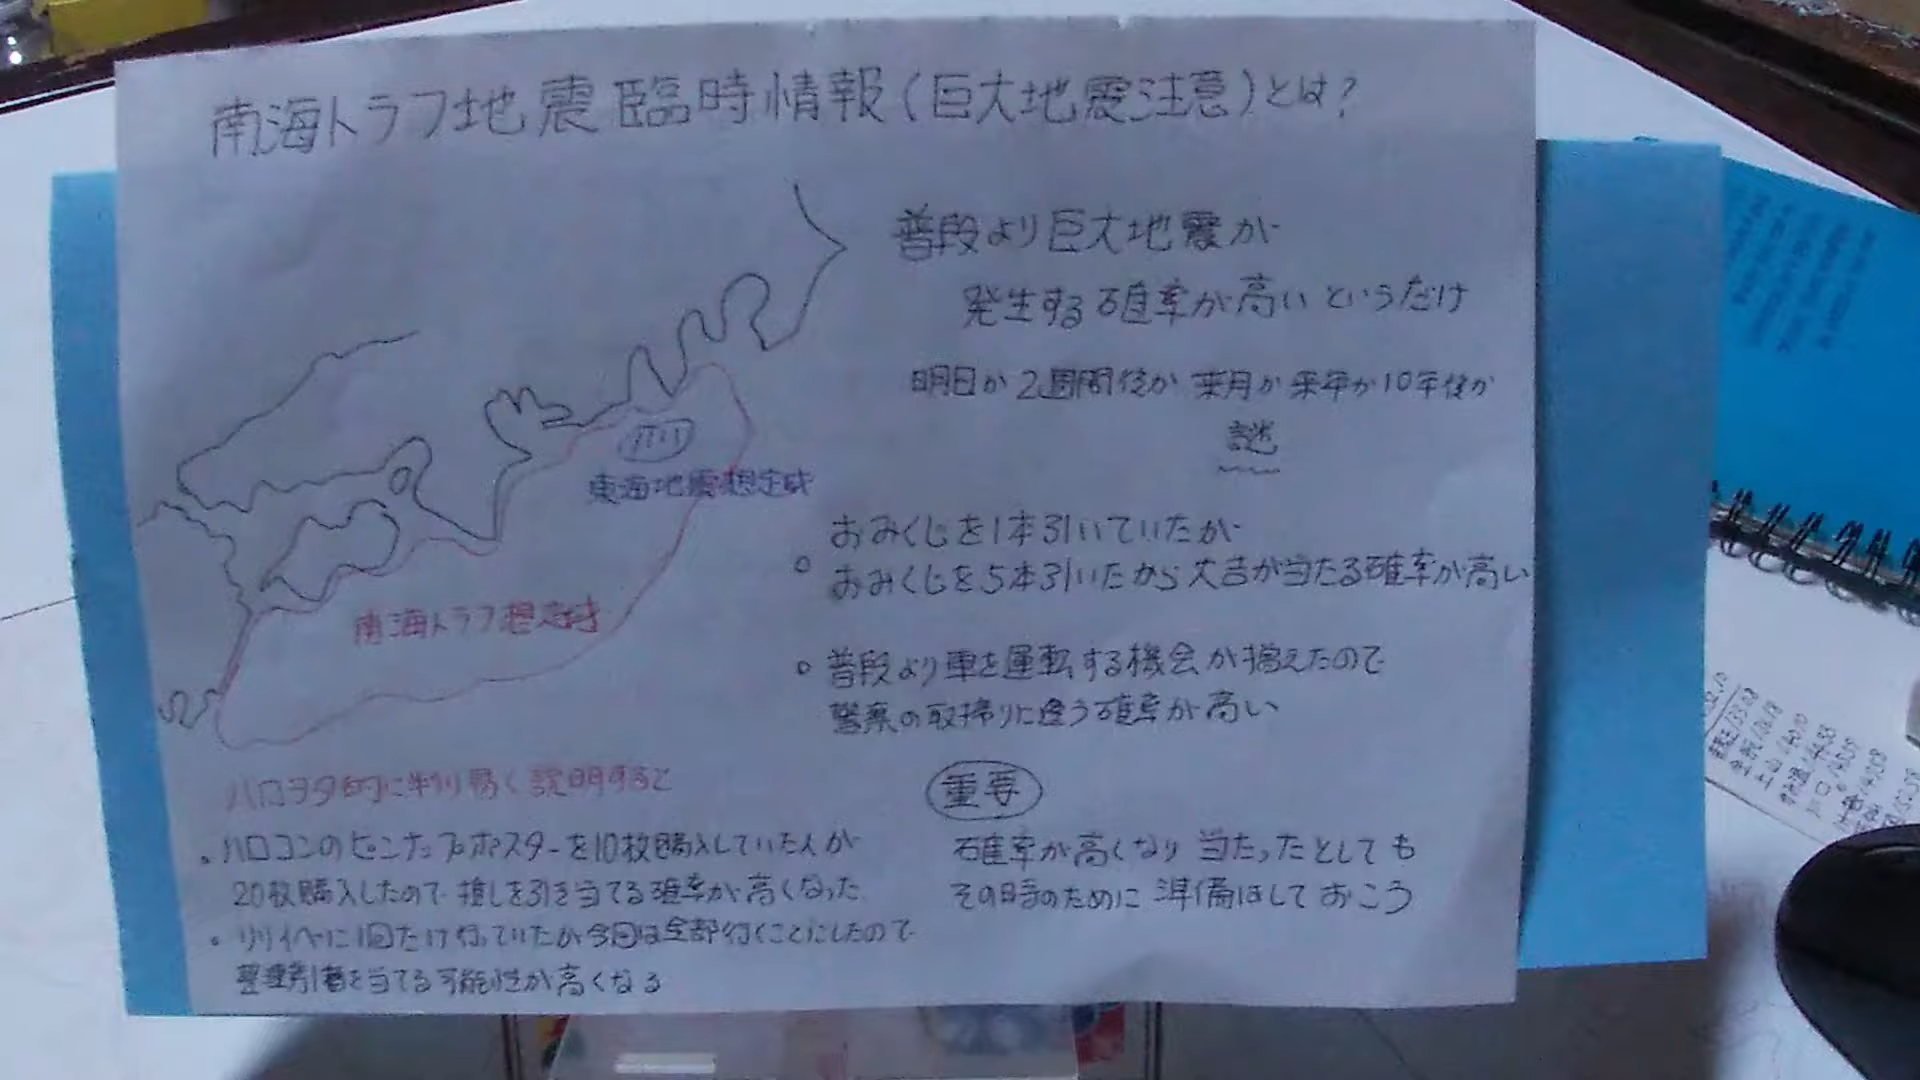 南海トラフ地震臨時情報(巨大地震注意)とは?
普段より巨大地震が
発生する確率が高いというだけ
明日か2週間後か来月か来年か10年後か
謎
東海地震想定域
南海トラフ想定域
おみくじを1本引いていたが
おみくじを5本引いたから大吉が当たる確率が高い
普段より車を運転する機会が増えたので
警察の取締りに逢う確率が高い
ハロヲタ的に判り易く説明すると
・ハロコンのピンナップポスターを10枚購入していた人が
20枚購入したので推しを引き当てる確率が高くなった
・リリイベに1回だけ行っていたが今回は全部行くことにしたので
を当てる可能性が高くなる
重要
確率が高くなり当たったとしても
その時のために準備はしておこう